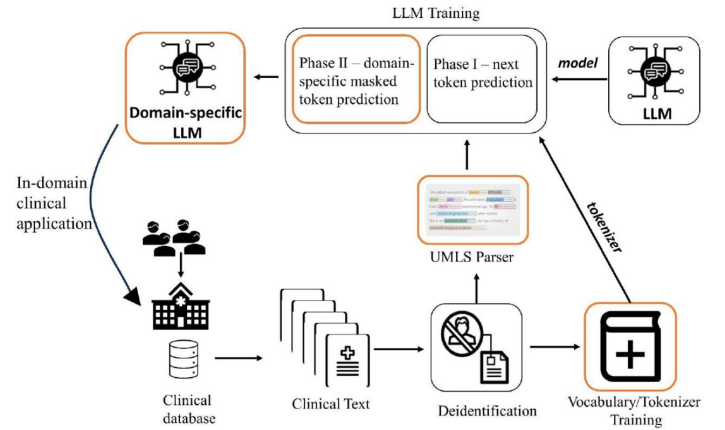 LLM Training
Phase II – domain-
specific masked
token prediction
Phase I – next
token prediction
model
LLM
Domain-specific
LLM
In-domain
clinical
application
UMLS Parser
tokenizer
Clinical
database
Clinical Text
Deidentification
Vocabulary/Tokenizer
Training